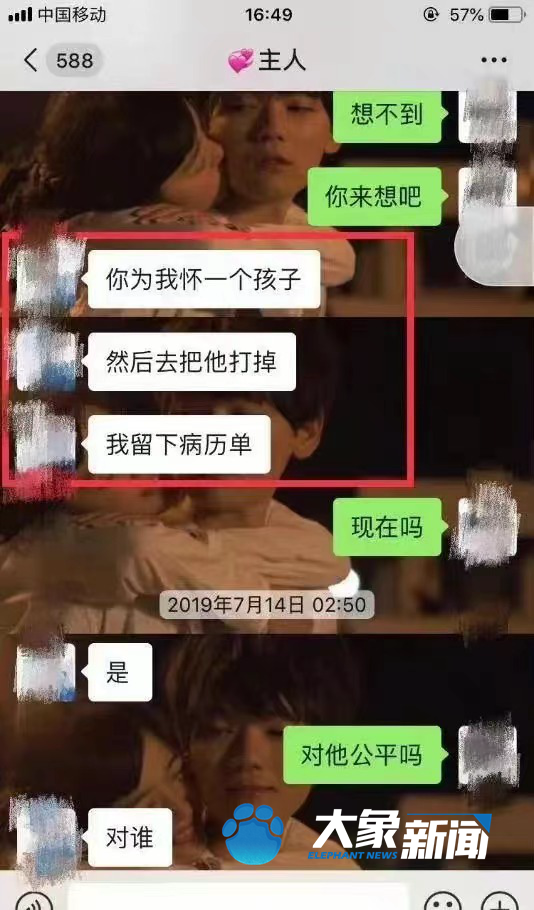 中国移动
16:49
57%
588
💞主人
想不到
你来想吧
你为我怀一个孩子
然后去把他打掉
我留下病历单
现在吗
2019年7月14日 02:50
是
对他公平吗
对谁
大象新闻
ELEPHANT NEWS